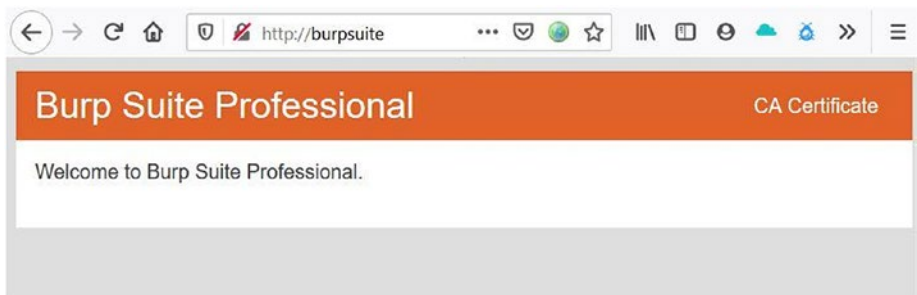 http://burpsuite
Burp Suite Professional
CA Certificate
Welcome to Burp Suite Professional.